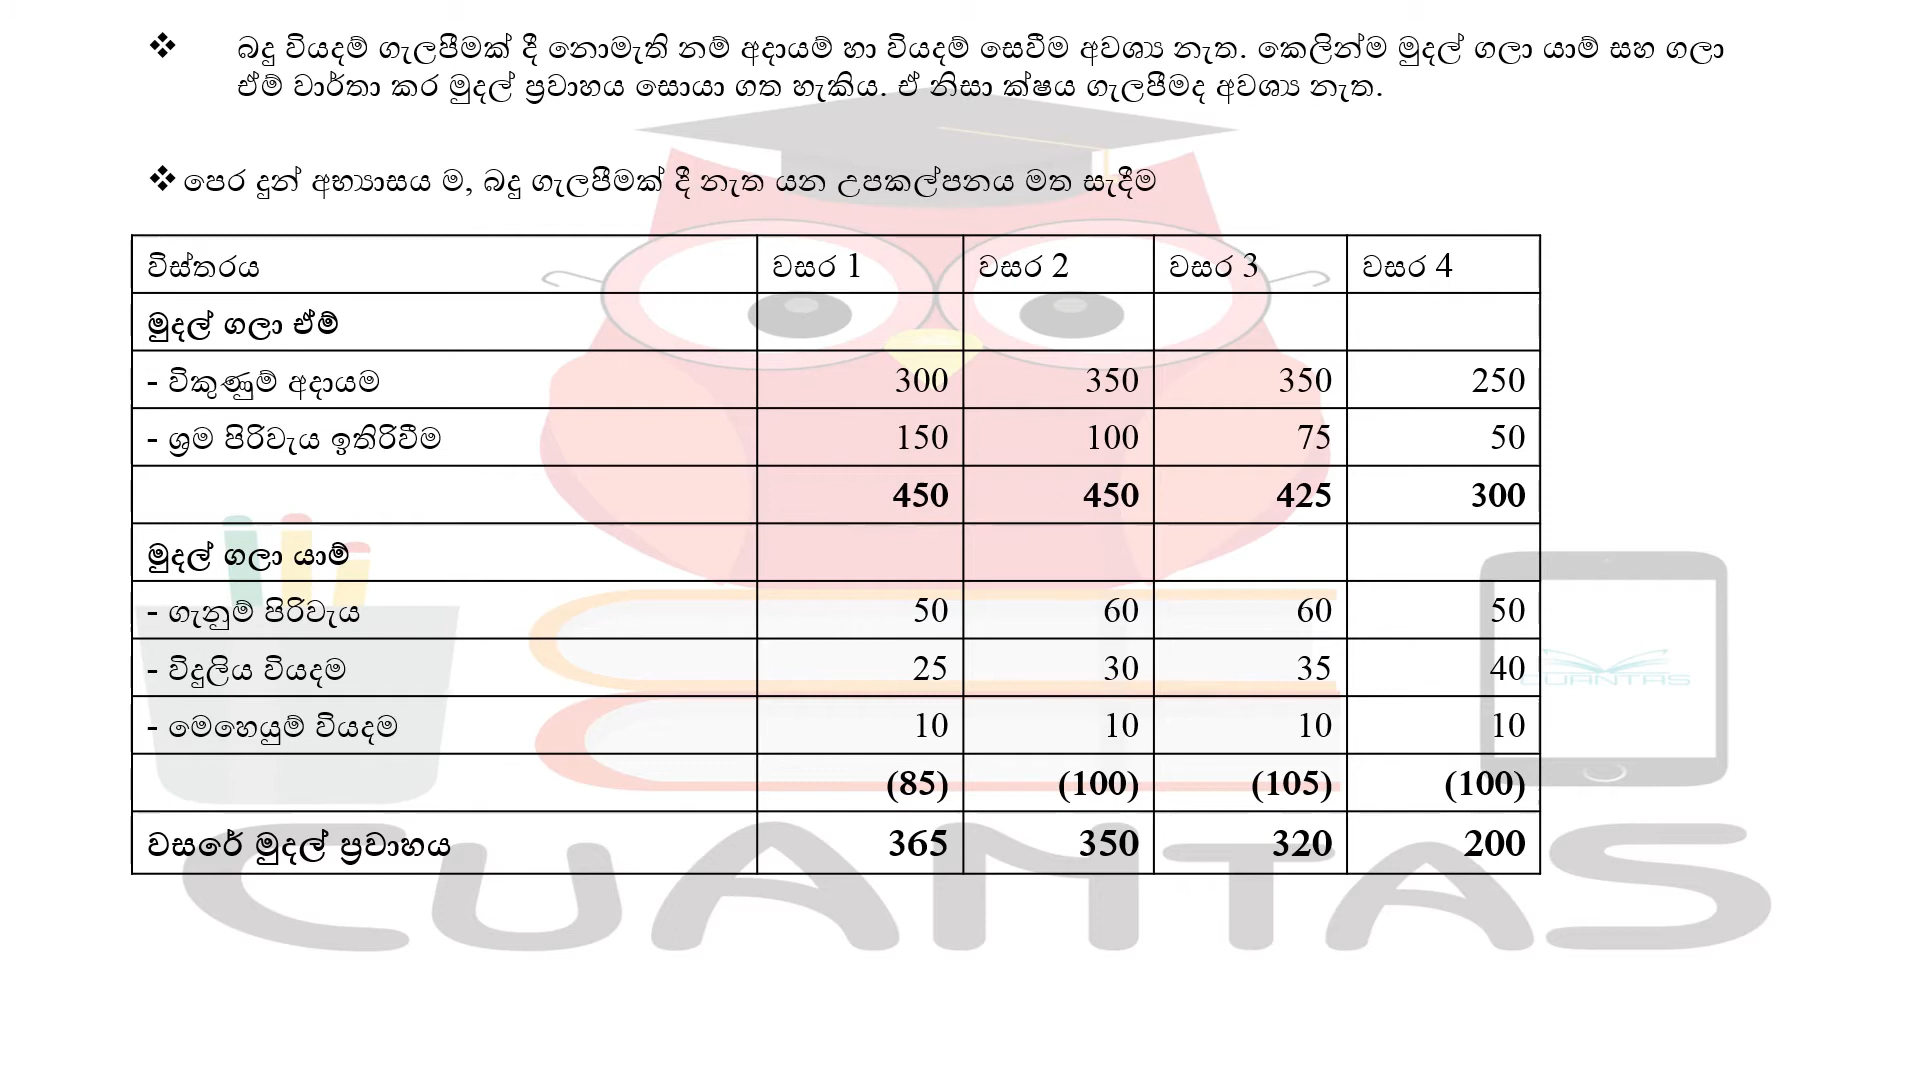 ❖ බදු වියදම් ගැලපීමක් දී නොමැති නම් අදායම් හා වියදම් සෙවීම අවශ්‍ය නැත. කෙලින්ම මුදල් ගලා යාම් සහ ගලා
ඒම් වාර්තා කර මුදල් ප්‍රවාහය සොයා ගත හැකිය. ඒ නිසා ක්ෂය ගැලපීමද අවශ්‍ය නැත.
❖ පෙර දුන් අභ්‍යාසය ම, බදු ගැලපීමක් දී නැත යන උපකල්පනය මත සැදීම
විස්තරය වසර 1 වසර 2 වසර 3 වසර 4
මුදල් ගලා ඒම්
- විකුණුම් අදායම 300 350 350 250
- ශ්‍රම පිරිවැය ඉතිරිවීම 150 100 75 50
450 450 425 300
මුදල් ගලා යාම්
- ගැනුම් පිරිවැය 50 60 60 50
- විදුලිය වියදම 25 30 35 40
- මෙහෙයුම් වියදම 10 10 10 10
(85) (100) (105) (100)
වසරේ මුදල් ප්‍රවාහය 365 350 320 200
CUANTAS
CUANTAS